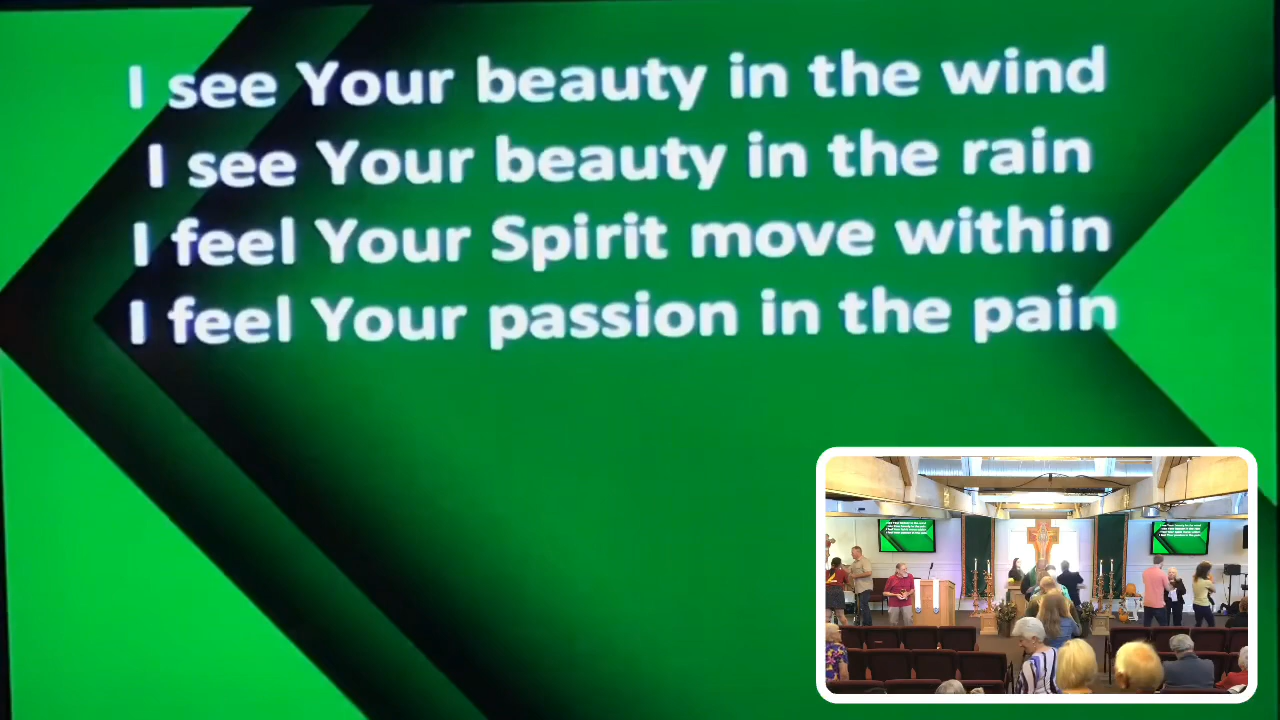 I see Your beauty in the wind
I see Your beauty in the rain
I feel Your Spirit move within
I feel Your passion in the pain